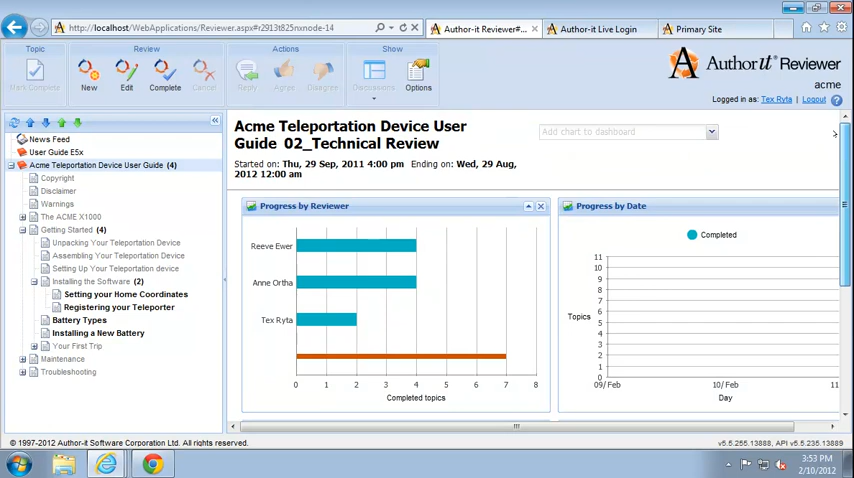 http://localhost/WebApplications/Reviewer.aspx#r2913t825txnode-14
Author-it Reviewer#...
Author-it Live Login
Primary Site
Topic
Review
Actions
Show
Mark Complete
New
Edit
Complete
Cancel
Reply
Agree
Disagree
Discussions
Options
AuthorIt Reviewer
acme
Logged in as: Tex Ryta | Logout
News Feed
User Guide E5x
Acme Teleportation Device User Guide (4)
Copyright
Disclaimer
Warnings
The ACME X1000
Getting Started (4)
Unpacking Your Teleportation Device
Assembling Your Teleportation Device
Setting Up Your Teleportation device
Installing the Software (2)
Setting your Home Coordinates
Registering your Teleporter
Battery Types
Installing a New Battery
Your First Trip
Maintenance
Troubleshooting
Acme Teleportation Device User
Guide 02_Technical Review
Started on: Thu, 29 Sep, 2011 4:00 pm Ending on: Wed, 29 Aug,
2012 12:00 am
Add chart to dashboard
Progress by Reviewer
Reeve Ewer
Anne Ortha
Tex Ryta
0 1 2 3 4 5 6 7 8
Completed topics
Progress by Date
Completed
11
10
9
8
7
6
5
4
3
2
1
0
Topics
09/Feb 10/Feb 11
Day
© 1997-2012 Author-it Software Corporation Ltd. All rights reserved.
v5.5.255.13888, API v5.5.235.13889
3:53 PM
2/10/2012